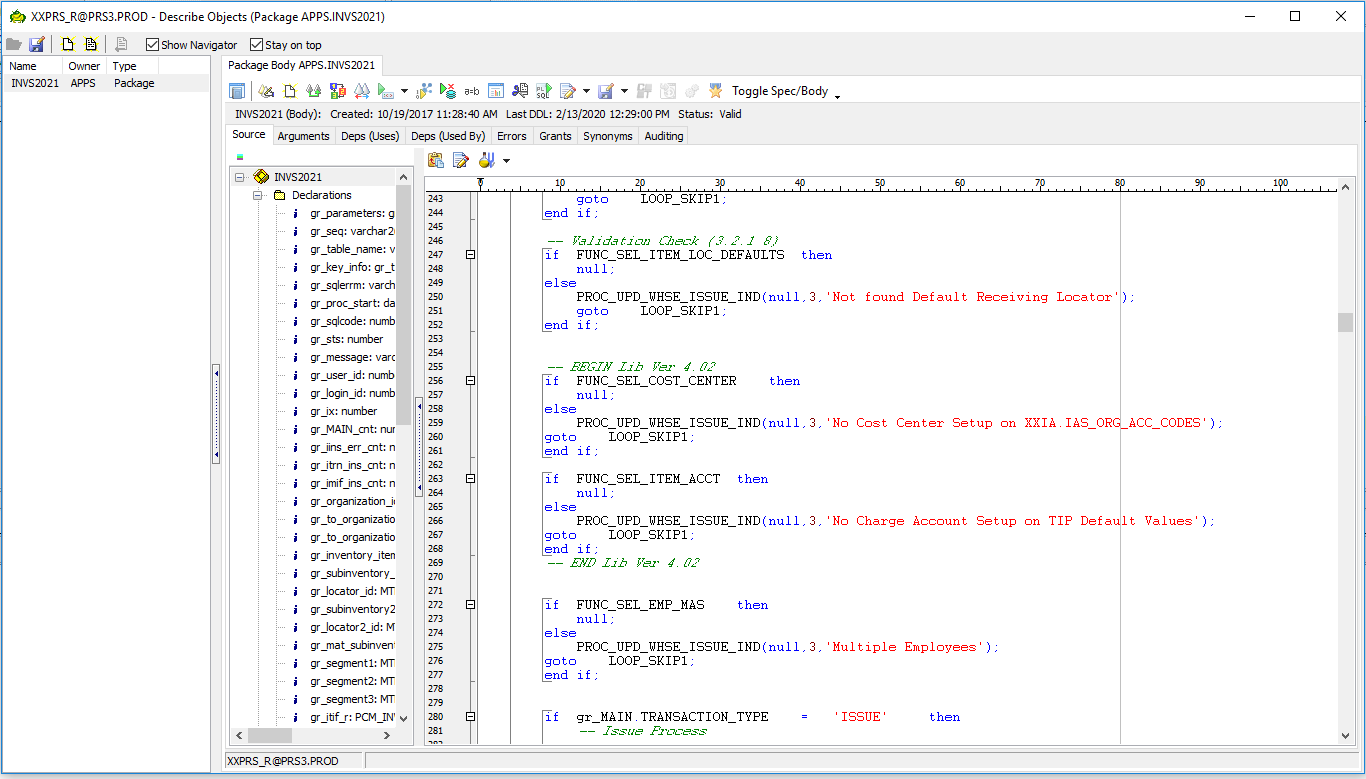 XXPRS_R@PRS3.PROD - Describe Objects (Package APPS.INVS2021)
Show Navigator Stay on top
Name Owner Type
INVS2021 APPS Package
Package Body APPS.INVS2021
Toggle Spec/Body
INVS2021 (Body): Created: 10/19/2017 11:28:40 AM Last DDL: 2/13/2020 12:29:00 PM Status: Valid
Source Arguments Deps (Uses) Deps (Used By) Errors Grants Synonyms Auditing
INVS2021
Declarations
gr_parameters: g
gr_seq: varchar2(
gr_table_name: v
gr_key_info: gr_t
gr_sqlerrm: varch
gr_proc_start: da
gr_sqlcode: numb
gr_sts: number
gr_message: varc
gr_user_id: numb
gr_login_id: numb
gr_ix: number
gr_MAIN_cnt: nur
gr_iins_err_cnt: n
gr_itrn_ins_cnt: n
gr_imif_ins_cnt: n
gr_organization_i
gr_to_organizatio
gr_to_organizatio
gr_inventory_item
gr_subinventory_
gr_locator_id: MT
gr_subinventory2
gr_locator2_id: M
gr_mat_subinvent
gr_segment1: MTI
gr_segment2: MTI
gr_segment3: MTI
gr_itif_r: PCM_IN
0 10 20 30 40 50 60 70 80 90 100
243 goto LOOP_SKIP1;
244 end if;
245
246 -- Validation Check (3.2.1 8)
247 if FUNC_SEL_ITEM_LOC_DEFAULTS then
248 null;
249 else
250 PROC_UPD_WHSE_ISSUE_IND(null,3,'Not found Default Receiving Locator');
251 goto LOOP_SKIP1;
252 end if;
253
254
255 -- BEGIN Lib Ver 4.02
256 if FUNC_SEL_COST_CENTER then
257 null;
258 else
259 PROC_UPD_WHSE_ISSUE_IND(null,3,'No Cost Center Setup on XXIA.IAS_ORG_ACC_CODES');
260 goto LOOP_SKIP1;
261 end if;
262
263 if FUNC_SEL_ITEM_ACCT then
264 null;
265 else
266 PROC_UPD_WHSE_ISSUE_IND(null,3,'No Charge Account Setup on TIP Default Values');
267 goto LOOP_SKIP1;
268 end if;
269 -- END Lib Ver 4.02
270
271
272 if FUNC_SEL_EMP_MAS then
273 null;
274 else
275 PROC_UPD_WHSE_ISSUE_IND(null,3,'Multiple Employees');
276 goto LOOP_SKIP1;
277 end if;
278
279
280 if gr_MAIN.TRANSACTION_TYPE = 'ISSUE' then
281 -- Issue Process
XXPRS_R@PRS3.PROD